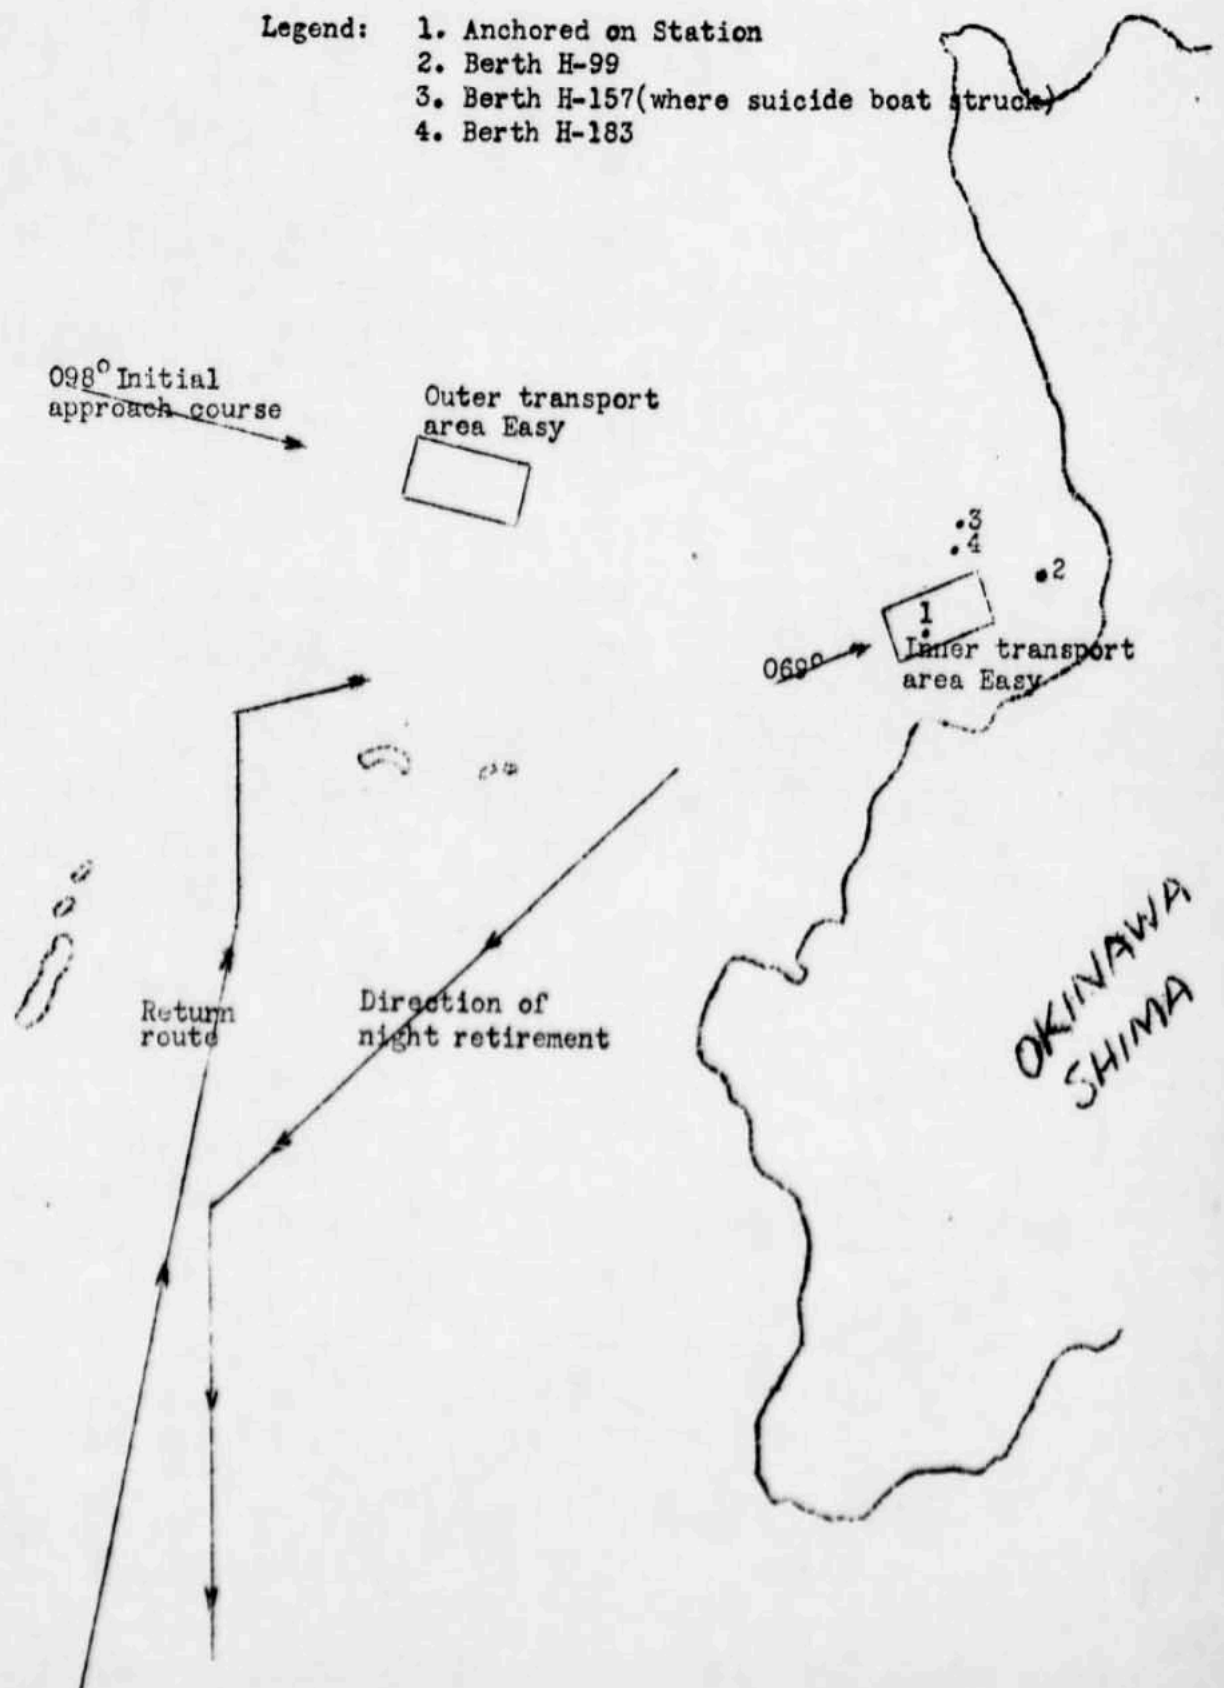 Legend: 1. Anchored on Station
2. Berth H-99
3. Berth H-157(where suicide boat struck)
4. Berth H-183
098° Initial
approach course
Outer transport
area Easy
3
4
2
1
069°
Inner transport
area Easy
Return
route
Direction of
night retirement
OKINAWA
SHIMA